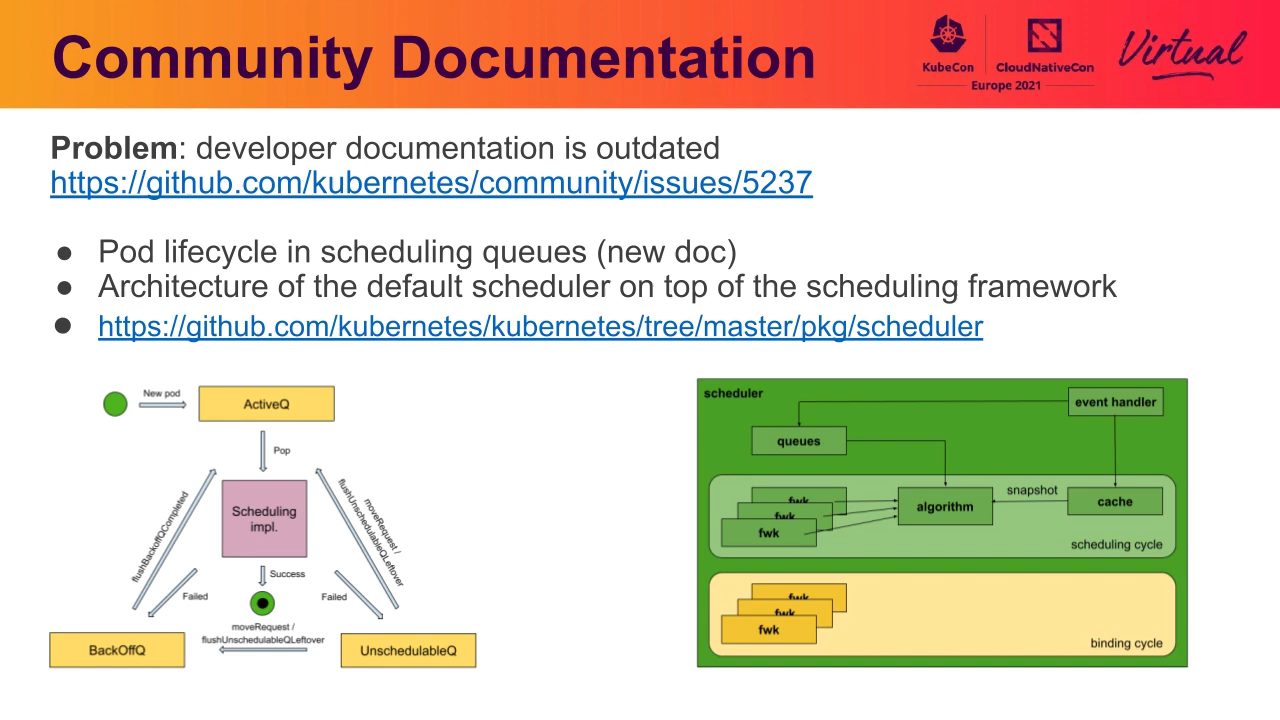 Community Documentation
KubeCon
CloudNativeCon
Europe 2021
Virtual
Problem: developer documentation is outdated
https://github.com/kubernetes/community/issues/5237
● Pod lifecycle in scheduling queues (new doc)
● Architecture of the default scheduler on top of the scheduling framework
● https://github.com/kubernetes/kubernetes/tree/master/pkg/scheduler
New pod
ActiveQ
Pop
flushBackoffQCompleted
Scheduling
impl.
moveRequest /
flushUnschedulableQLeftover
Success
Failed
Failed
moveRequest /
flushUnschedulableQLeftover
BackOffQ
UnschedulableQ
scheduler
event handler
queues
fwk
fwk
fwk
algorithm
snapshot
cache
scheduling cycle
fwk
fwk
fwk
binding cycle